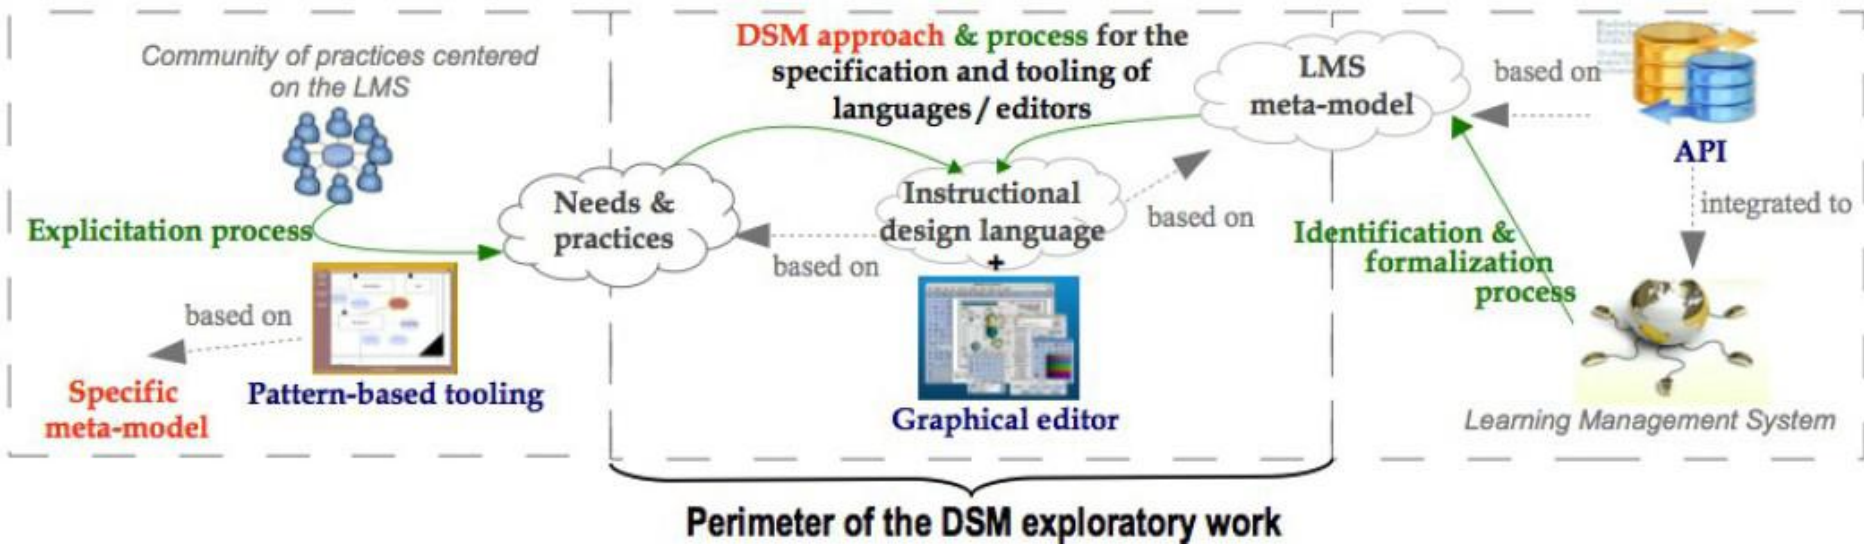 Community of practices centered
on the LMS
Explicitation process
based on
Specific
meta-model
Pattern-based tooling
Needs &
practices
DSM approach & process for the
specification and tooling of
languages / editors
Instructional
design language
+
based on
based on
Graphical editor
LMS
meta-model
based on
API
integrated to
Identification &
formalization
process
Learning Management System
Perimeter of the DSM exploratory work